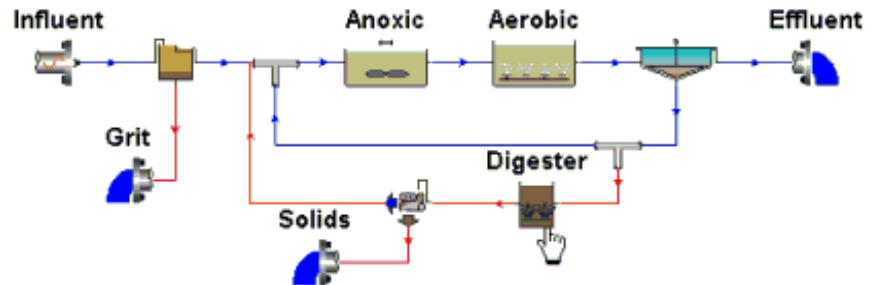 Influent
Anoxic
Aerobic
Effluent
Grit
Digester
Solids